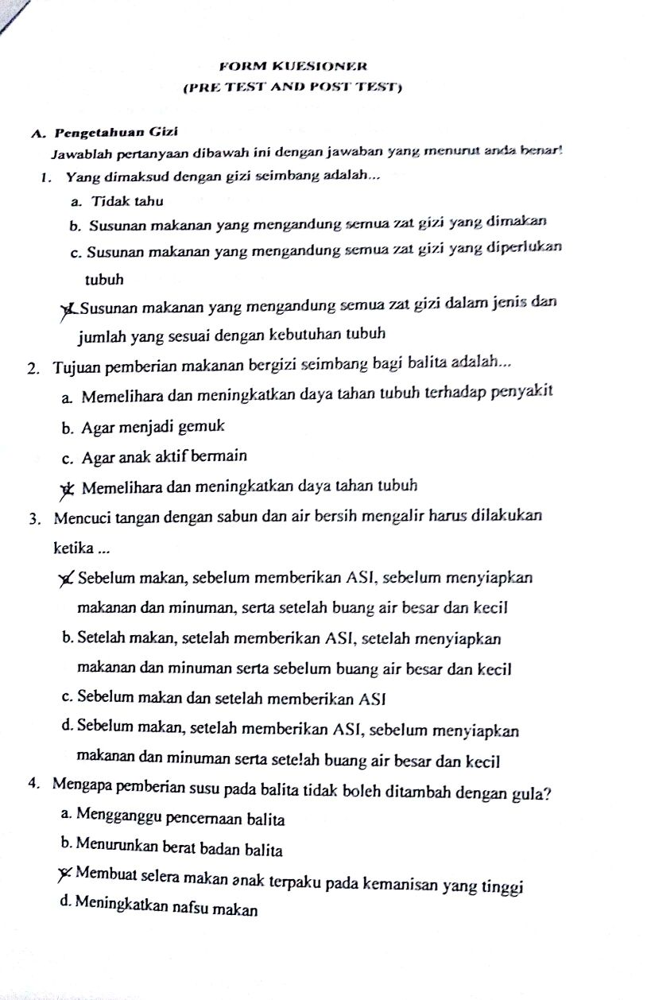 FORM KUESIONER
(PRE TEST AND POST TEST)
A. Pengetahuan Gizi
Jawablah pertanyaan dibawah ini dengan jawaban yang menurut anda benar!
1. Yang dimaksud dengan gizi seimbang adalah...
a. Tidak tahu
b. Susunan makanan yang mengandung semua zat gizi yang dimakan
c. Susunan makanan yang mengandung semua zat gizi yang diperlukan
tubuh
d. Susunan makanan yang mengandung semua zat gizi dalam jenis dan
jumlah yang sesuai dengan kebutuhan tubuh
2. Tujuan pemberian makanan bergizi seimbang bagi balita adalah...
a. Memelihara dan meningkatkan daya tahan tubuh terhadap penyakit
b. Agar menjadi gemuk
c. Agar anak aktif bermain
d. Memelihara dan meningkatkan daya tahan tubuh
3. Mencuci tangan dengan sabun dan air bersih mengalir harus dilakukan
ketika ...
a. Sebelum makan, sebelum memberikan ASI, sebelum menyiapkan
makanan dan minuman, serta setelah buang air besar dan kecil
b. Setelah makan, setelah memberikan ASI, setelah menyiapkan
makanan dan minuman serta sebelum buang air besar dan kecil
c. Sebelum makan dan setelah memberikan ASI
d. Sebelum makan, setelah memberikan ASI, sebelum menyiapkan
makanan dan minuman serta setelah buang air besar dan kecil
4. Mengapa pemberian susu pada balita tidak boleh ditambah dengan gula?
a. Mengganggu pencernaan balita
b. Menurunkan berat badan balita
c. Membuat selera makan anak terpaku pada kemanisan yang tinggi
d. Meningkatkan nafsu makan